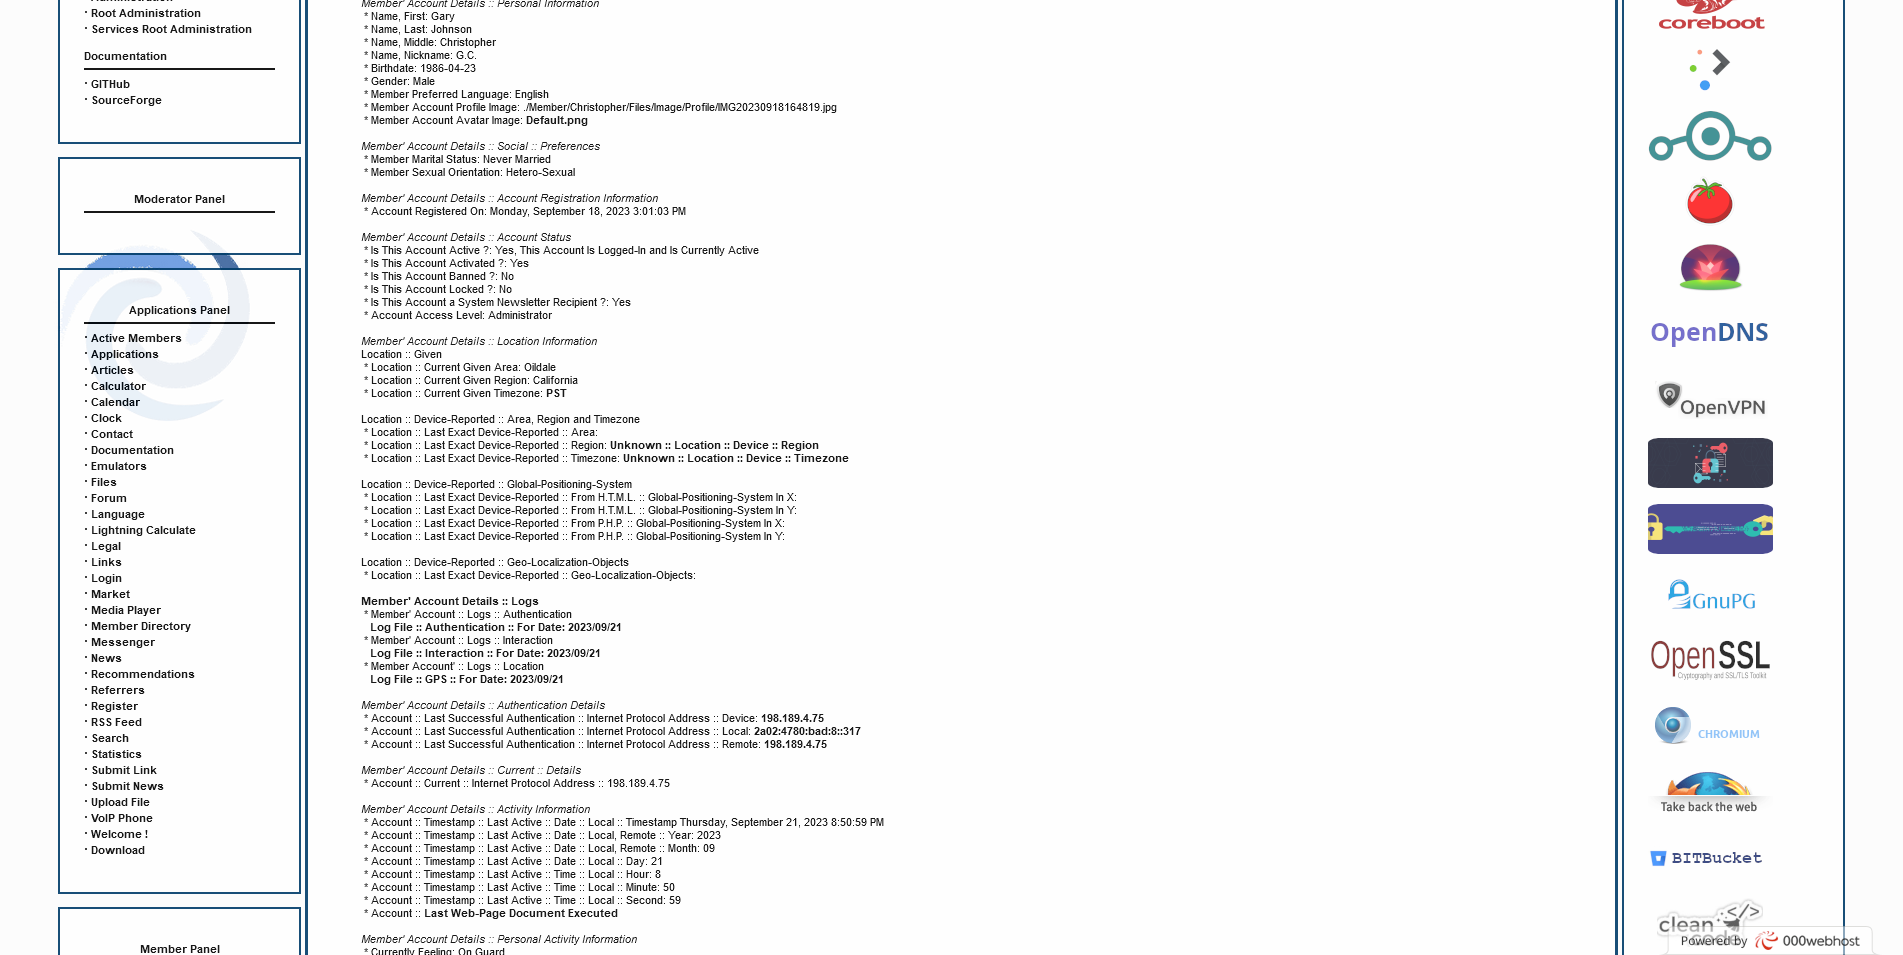 Root Administration
Services Root Administration
Documentation
GITHub
SourceForge
Moderator Panel
Applications Panel
Active Members
Applications
Articles
Calculator
Calendar
Clock
Contact
Documentation
Emulators
Files
Forum
Language
Lightning Calculate
Legal
Links
Login
Market
Media Player
Member Directory
Messenger
News
Recommendations
Referrers
Register
RSS Feed
Search
Statistics
Submit Link
Submit News
Upload File
VoIP Phone
Welcome !
Download
Member Panel
Member' Account Details :: Personal Information
* Name, First: Gary
* Name, Last: Johnson
* Name, Middle: Christopher
* Name, Nickname: G.C.
* Birthdate: 1986-04-23
* Gender: Male
* Member Preferred Language: English
* Member Account Profile Image: ./Member/Christopher/Files/Image/Profile/IMG20230918164819.jpg
* Member Account Avatar Image: Default.png
Member' Account Details :: Social :: Preferences
* Member Marital Status: Never Married
* Member Sexual Orientation: Hetero-Sexual
Member' Account Details :: Account Registration Information
* Account Registered On: Monday, September 18, 2023 3:01:03 PM
Member' Account Details :: Account Status
* Is This Account Active ?: Yes, This Account Is Logged-In and Is Currently Active
* Is This Account Activated ?: Yes
* Is This Account Banned ?: No
* Is This Account Locked ?: No
* Is This Account a System Newsletter Recipient ?: Yes
* Account Access Level: Administrator
Member' Account Details :: Location Information
Location :: Given
* Location :: Current Given Area: Oildale
* Location :: Current Given Region: California
* Location :: Current Given Timezone: PST
Location :: Device-Reported :: Area, Region and Timezone
* Location :: Last Exact Device-Reported :: Area:
* Location :: Last Exact Device-Reported :: Region: Unknown :: Location :: Device :: Region
* Location :: Last Exact Device-Reported :: Timezone: Unknown :: Location :: Device :: Timezone
Location :: Device-Reported :: Global-Positioning-System
* Location :: Last Exact Device-Reported :: From H.T.M.L. :: Global-Positioning-System In X:
* Location :: Last Exact Device-Reported :: From H.T.M.L. :: Global-Positioning-System In Y:
* Location :: Last Exact Device-Reported :: From P.H.P. :: Global-Positioning-System In X:
* Location :: Last Exact Device-Reported :: From P.H.P. :: Global-Positioning-System In Y:
Location :: Device-Reported :: Geo-Localization-Objects
* Location :: Last Exact Device-Reported :: Geo-Localization-Objects:
Member' Account Details :: Logs
* Member' Account :: Logs :: Authentication
Log File :: Authentication :: For Date: 2023/09/21
* Member' Account :: Logs :: Interaction
Log File :: Interaction :: For Date: 2023/09/21
* Member Account' :: Logs :: Location
Log File :: GPS :: For Date: 2023/09/21
Member' Account Details :: Authentication Details
* Account :: Last Successful Authentication :: Internet Protocol Address :: Device: 198.189.4.75
* Account :: Last Successful Authentication :: Internet Protocol Address :: Local: 2a02:4780:bad:8::317
* Account :: Last Successful Authentication :: Internet Protocol Address :: Remote: 198.189.4.75
Member' Account Details :: Current :: Details
* Account :: Current :: Internet Protocol Address :: 198.189.4.75
Member' Account Details :: Activity Information
* Account :: Timestamp :: Last Active :: Date :: Local :: Timestamp Thursday, September 21, 2023 8:50:59 PM
* Account :: Timestamp :: Last Active :: Date :: Local, Remote :: Year: 2023
* Account :: Timestamp :: Last Active :: Date :: Local, Remote :: Month: 09
* Account :: Timestamp :: Last Active :: Date :: Local :: Day: 21
* Account :: Timestamp :: Last Active :: Time :: Local :: Hour: 8
* Account :: Timestamp :: Last Active :: Time :: Local :: Minute: 50
* Account :: Timestamp :: Last Active :: Time :: Local :: Second: 59
* Account :: Last Web-Page Document Executed
Member' Account Details :: Personal Activity Information
* Currently Feeling: On Guard
coreboot
OpenDNS
OpenVPN
GnuPG
OpenSSL
Cryptography and SSL/TLS Toolkit
CHROMIUM
Take back the web
BITBucket
clean
code
Powered by 000webhost